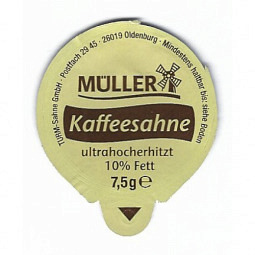 TURM-Sahne GmbH · Postfach 29 45 · 26019 Oldenburg · Mindestens haltbar bis: siehe Boden
MÜLLER
Kaffeesahne
ultrahocherhitzt
10% Fett
7,5g ℮